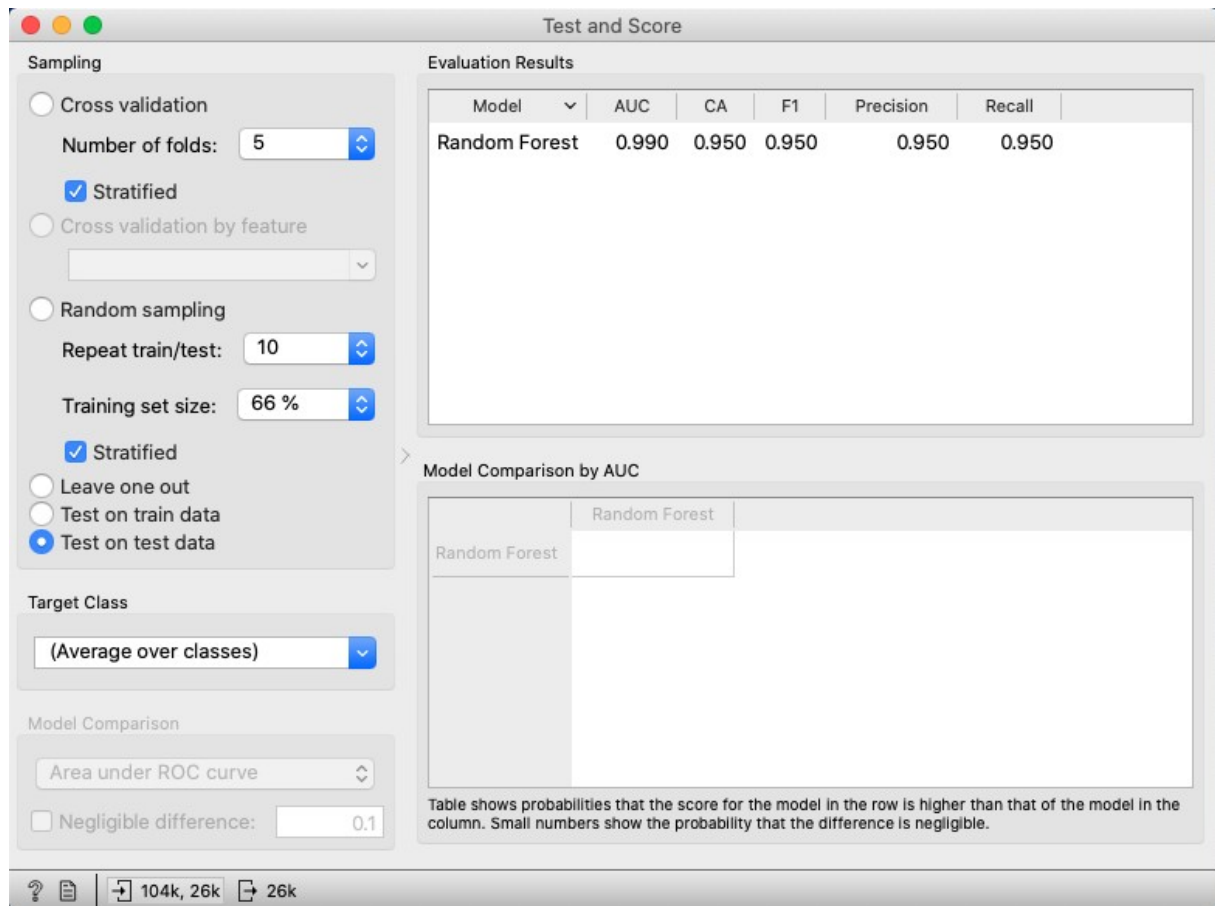 Test and Score
Sampling
Cross validation
Number of folds: 5
Stratified
Cross validation by feature
Random sampling
Repeat train/test: 10
Training set size: 66 %
Stratified
Leave one out
Test on train data
Test on test data
Target Class
(Average over classes)
Model Comparison
Area under ROC curve
Negligible difference: 0.1
Evaluation Results
Model AUC CA F1 Precision Recall
Random Forest 0.990 0.950 0.950 0.950 0.950
Model Comparison by AUC
Random Forest
Random Forest
Table shows probabilities that the score for the model in the row is higher than that of the model in the
column. Small numbers show the probability that the difference is negligible.
? 104k, 26k 26k